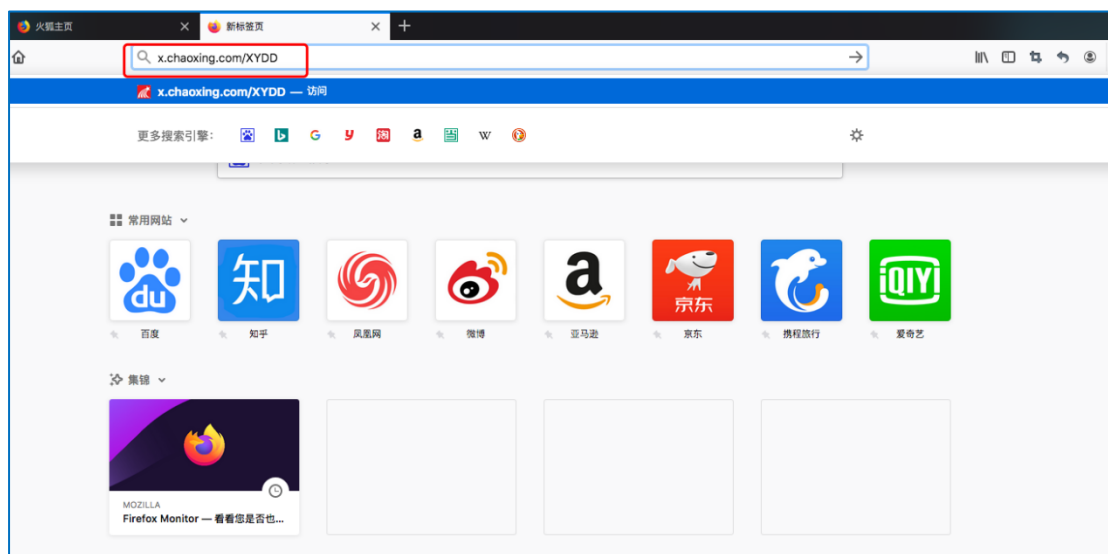 火狐主页
新标签页
x.chaoxing.com/XYDD
x.chaoxing.com/XYDD — 访问
更多搜索引擎:
常用网站
du
知
a
京东
iQIYI
百度
知乎
凤凰网
微博
亚马逊
京东
携程旅行
爱奇艺
集锦
MOZILLA
Firefox Monitor — 看看您是否也...